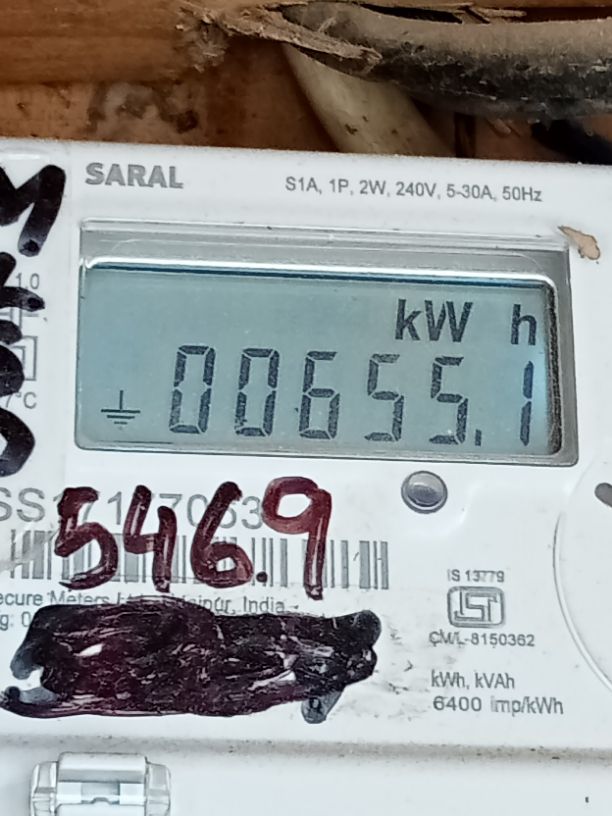 SARAL
S1A, 1P, 2W, 240V, 5-30A, 50Hz
kW h
00655.1
546.9
IS 13779
CM/L-8150362
kWh, kVAh
6400 imp/kWh
India